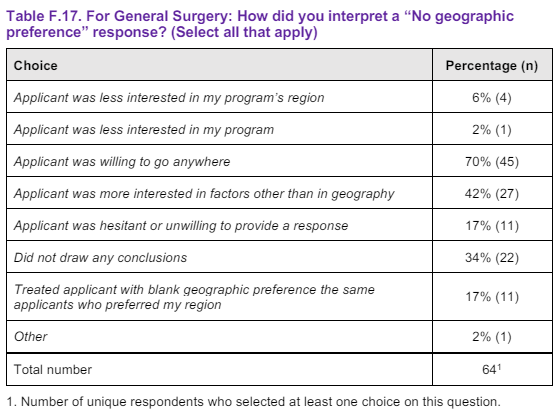 Table F.17. For General Surgery: How did you interpret a “No geographic
preference” response? (Select all that apply)
Choice Percentage (n)
Applicant was less interested in my program’s region 6% (4)
Applicant was less interested in my program 2% (1)
Applicant was willing to go anywhere 70% (45)
Applicant was more interested in factors other than in geography 42% (27)
Applicant was hesitant or unwilling to provide a response 17% (11)
Did not draw any conclusions 34% (22)
Treated applicant with blank geographic preference the same
applicants who preferred my region 17% (11)
Other 2% (1)
Total number 64¹
1. Number of unique respondents who selected at least one choice on this question.